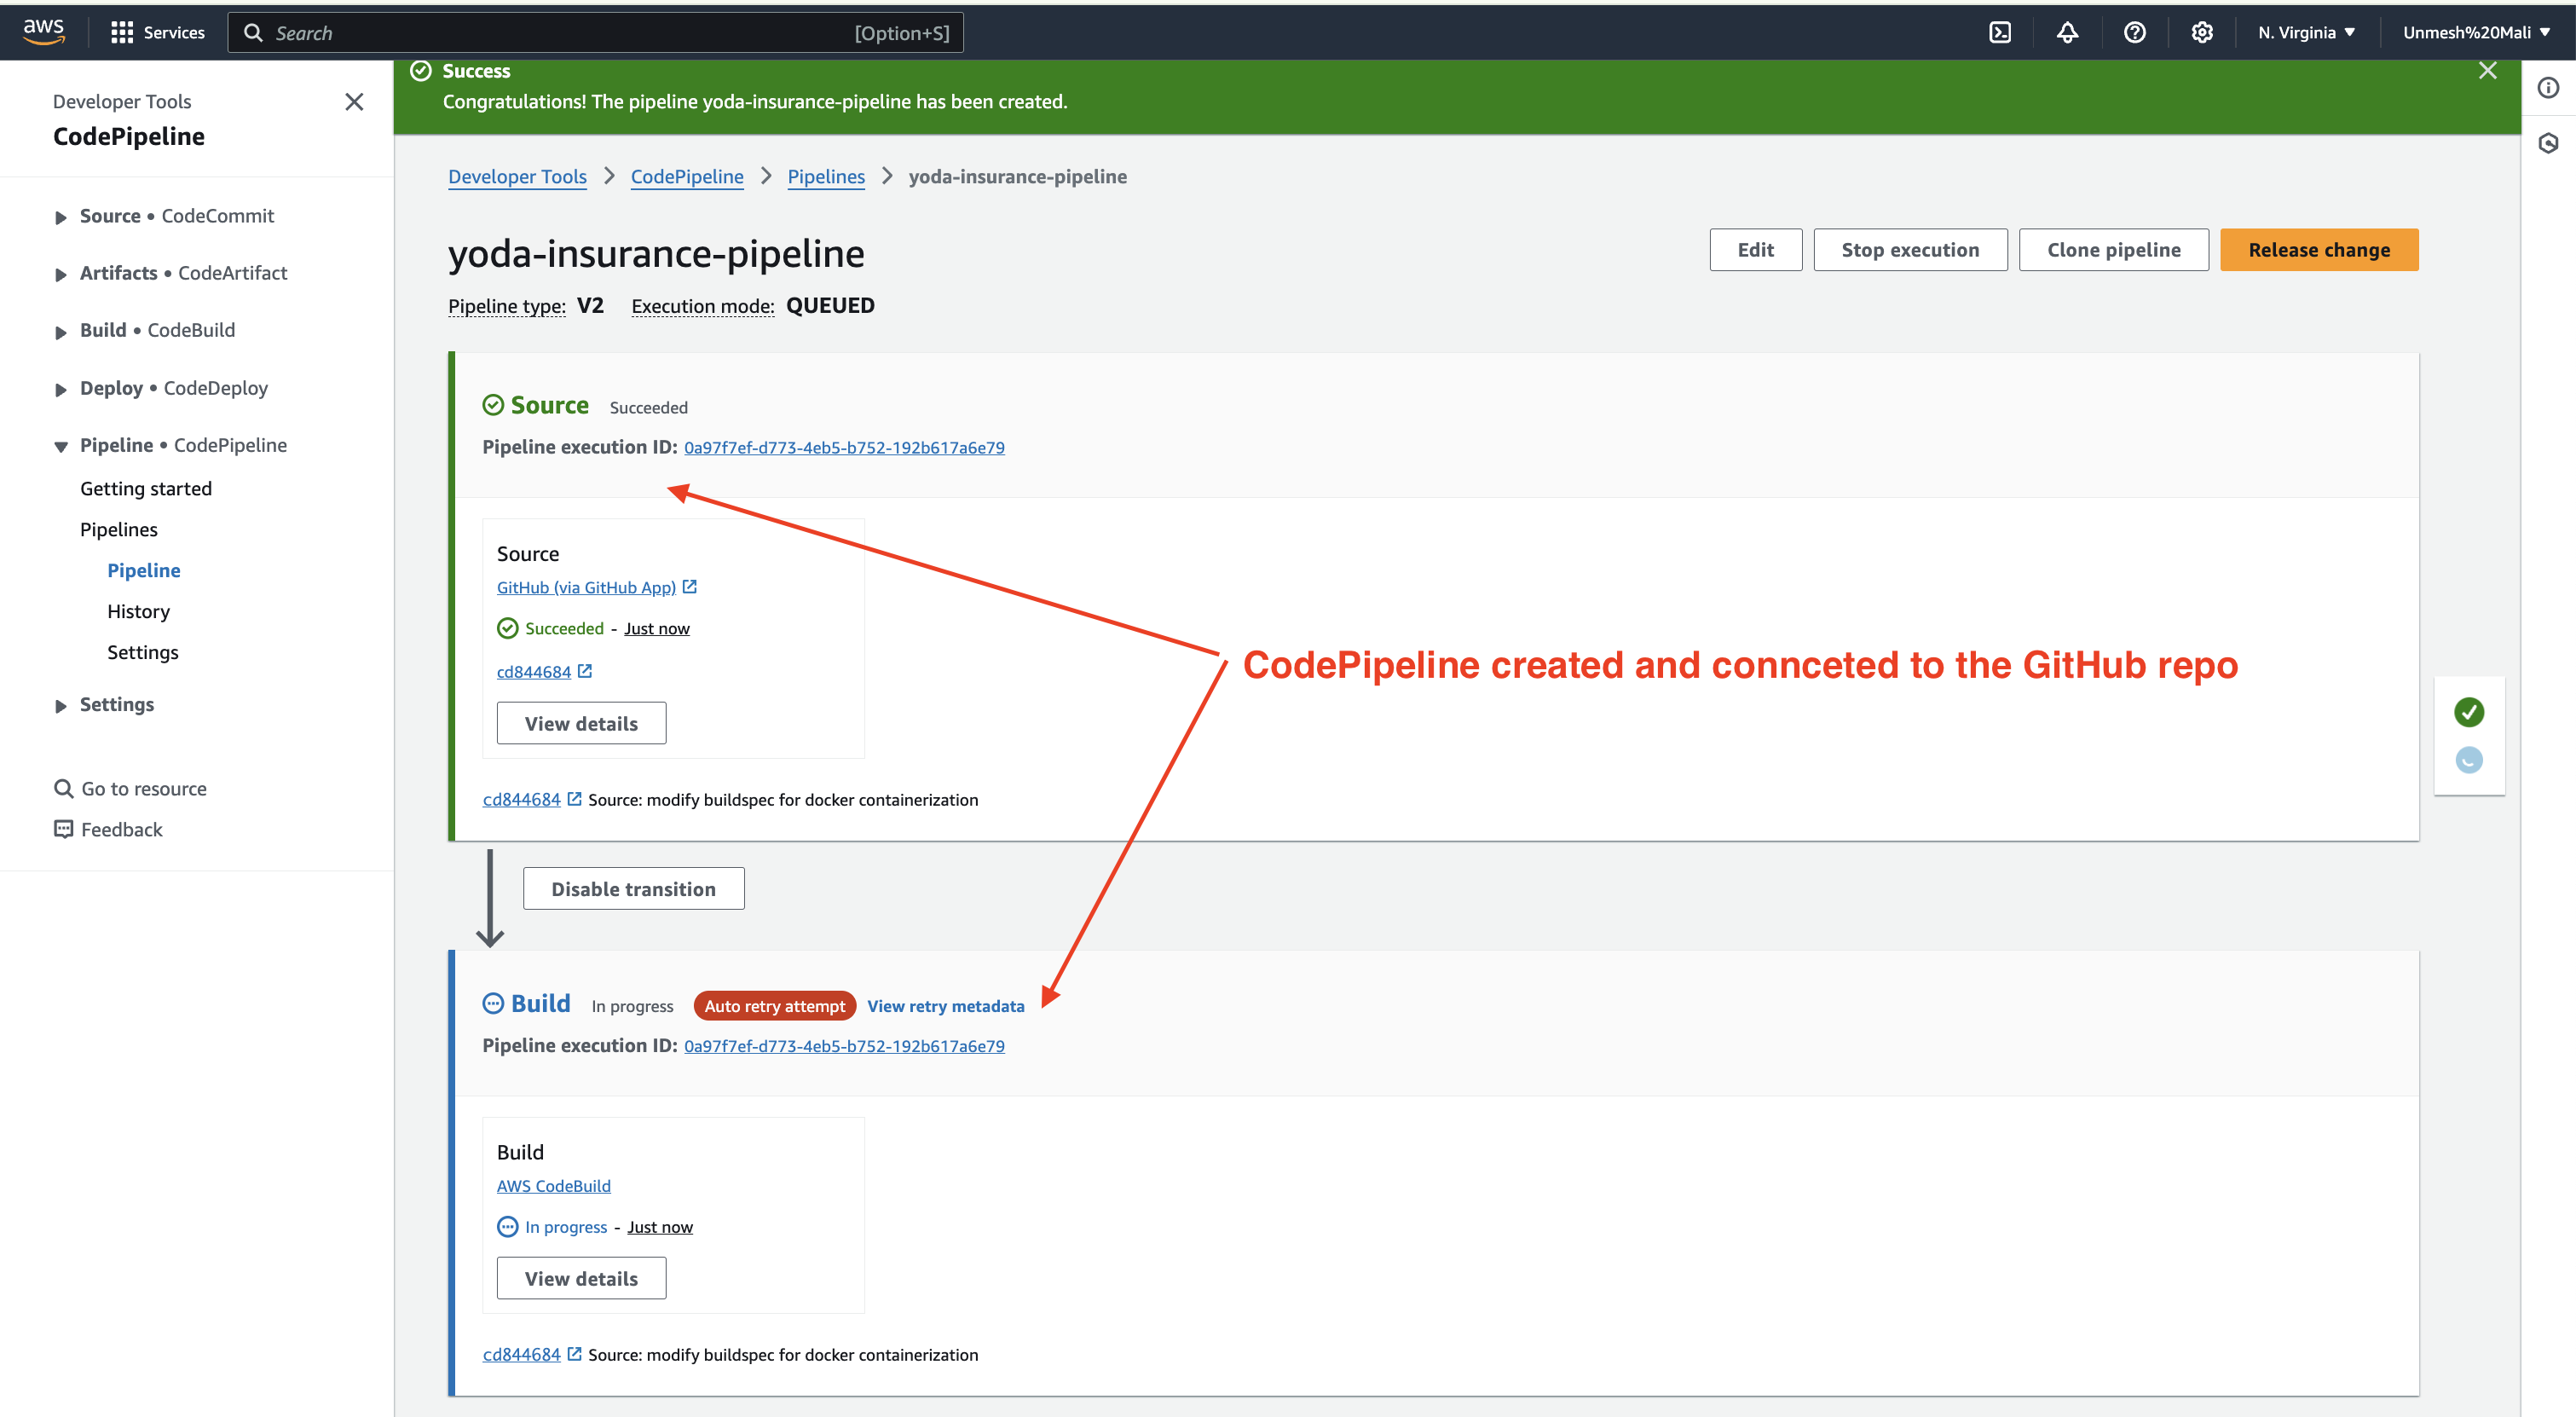 aws
Services
Search
[Option+S]
N. Virginia
Unmesh%20Mali
Developer Tools
CodePipeline
Source • CodeCommit
Artifacts • CodeArtifact
Build • CodeBuild
Deploy • CodeDeploy
Pipeline • CodePipeline
Getting started
Pipelines
Pipeline
History
Settings
Settings
Go to resource
Feedback
Success
Congratulations! The pipeline yoda-insurance-pipeline has been created.
Developer Tools > CodePipeline > Pipelines > yoda-insurance-pipeline
yoda-insurance-pipeline
Edit
Stop execution
Clone pipeline
Release change
Pipeline type: V2 Execution mode: QUEUED
Source Succeeded
Pipeline execution ID: 0a97f7ef-d773-4eb5-b752-192b617a6e79
Source
GitHub (via GitHub App)
Succeeded - Just now
cd844684
View details
cd844684 Source: modify buildspec for docker containerization
CodePipeline created and connceted to the GitHub repo
Disable transition
Build In progress Auto retry attempt View retry metadata
Pipeline execution ID: 0a97f7ef-d773-4eb5-b752-192b617a6e79
Build
AWS CodeBuild
In progress - Just now
View details
cd844684 Source: modify buildspec for docker containerization